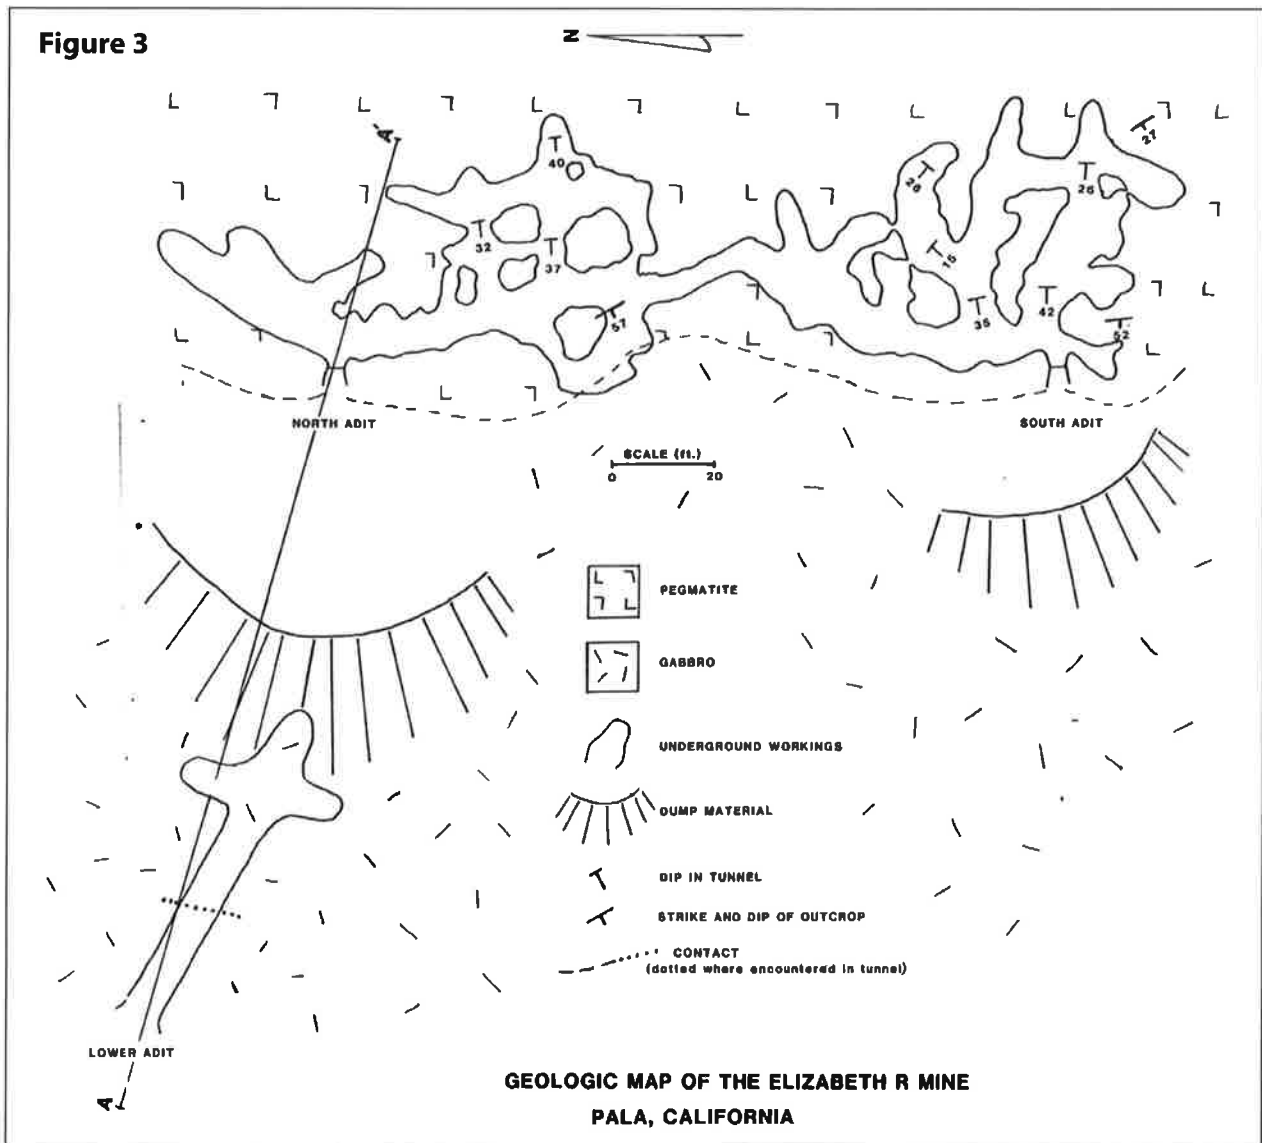 Figure 3
N
A'
40
27
26
26
32
37
75
35
42
57
52
NORTH ADIT
SOUTH ADIT
SCALE (ft.)
0 20
PEGMATITE
GABBRO
UNDERGROUND WORKINGS
DUMP MATERIAL
DIP IN TUNNEL
STRIKE AND DIP OF OUTCROP
CONTACT
(dotted where encountered in tunnel)
LOWER ADIT
A
GEOLOGIC MAP OF THE ELIZABETH R MINE
PALA, CALIFORNIA